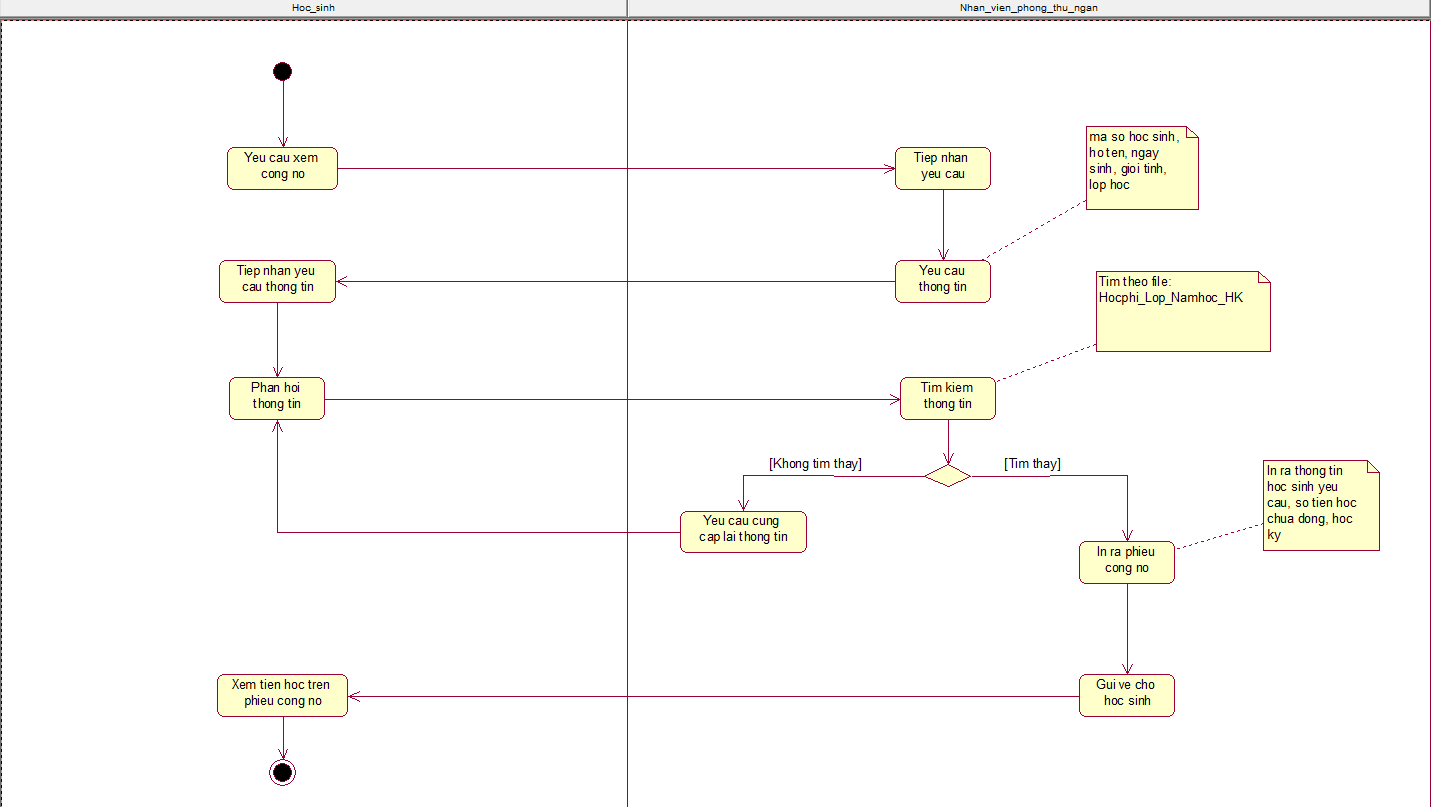 Hoc_sinh
Nhan_vien_phong_thu_ngan
Yeu cau xem
cong no
Tiep nhan
yeu cau
ma so hoc sinh,
ho ten, ngay
sinh, gioi tinh,
lop hoc
Tiep nhan yeu
cau thong tin
Yeu cau
thong tin
Tim theo file:
Hocphi_Lop_Namhoc_HK
Phan hoi
thong tin
Tim kiem
thong tin
[Khong tim thay]
[Tim thay]
In ra thong tin
hoc sinh yeu
cau, so tien hoc
chua dong, hoc
ky
Yeu cau cung
cap lai thong tin
In ra phieu
cong no
Xem tien hoc tren
phieu cong no
Gui ve cho
hoc sinh